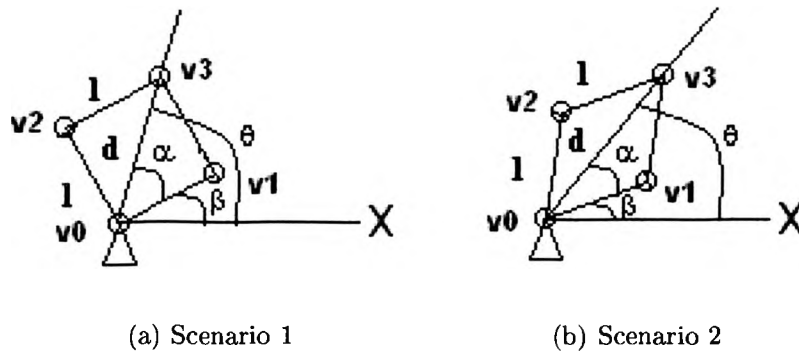 v3
l
v2
d
α
θ
l
β
v1
v0
X
(a) Scenario 1
v3
l
v2
d
α
θ
l
β
v1
v0
X
(b) Scenario 2